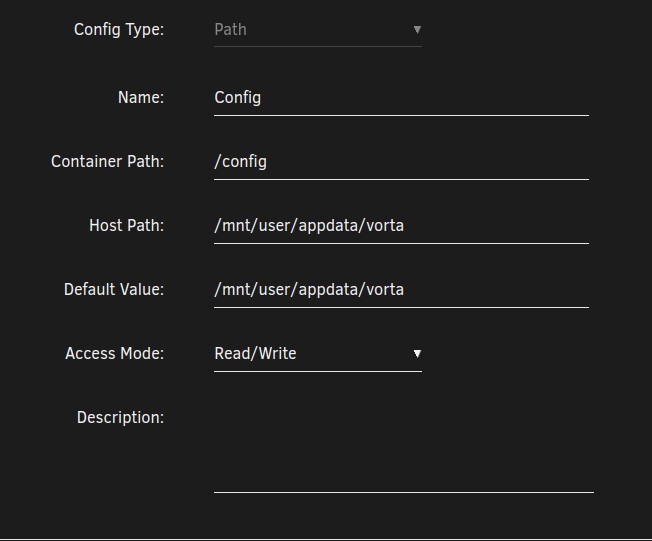 Config Type: Path ▼
Name: Config
Container Path: /config
Host Path: /mnt/user/appdata/vorta
Default Value: /mnt/user/appdata/vorta
Access Mode: Read/Write ▼
Description: